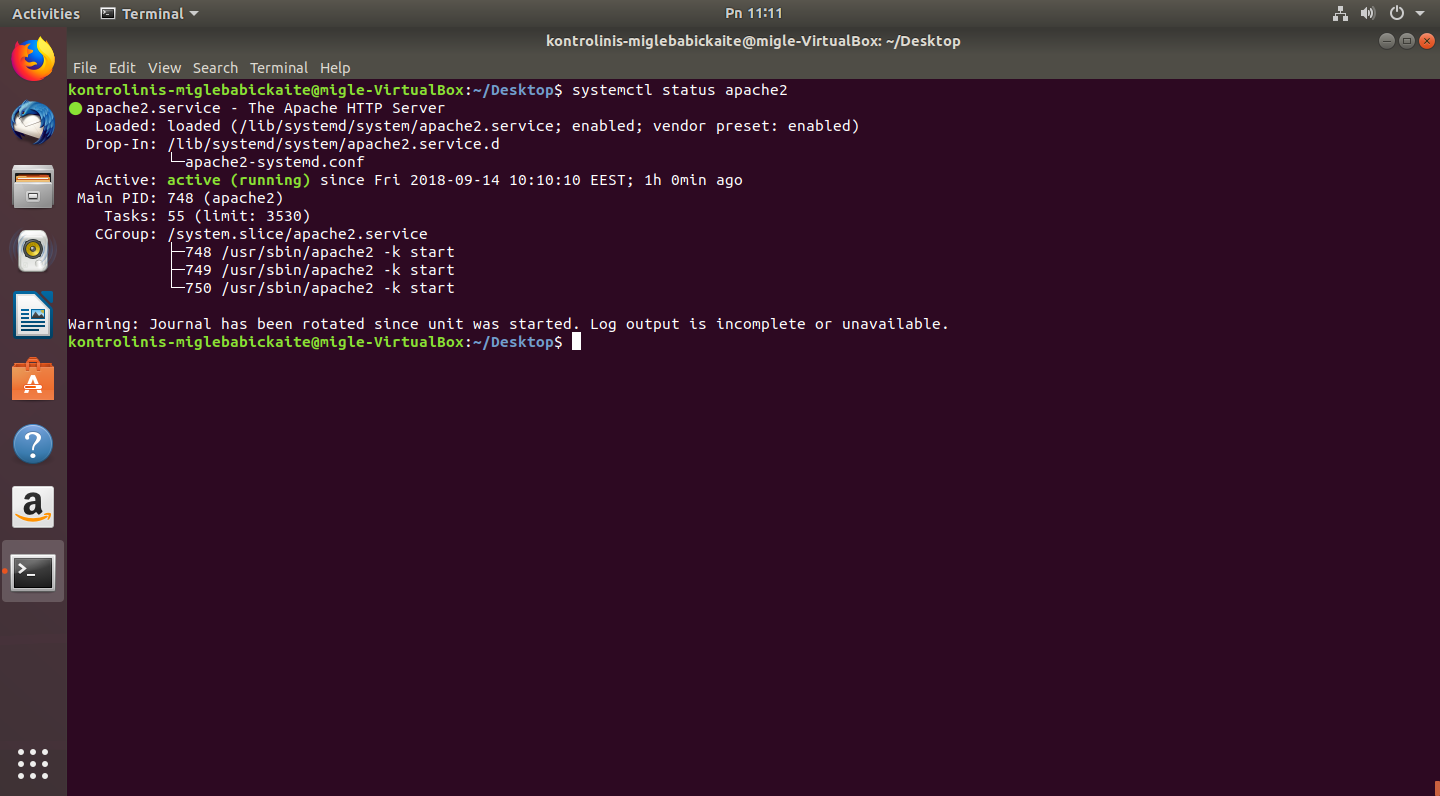 Activities Terminal Pn 11:11
kontrolinis-miglebabickaite@migle-VirtualBox: ~/Desktop
File Edit View Search Terminal Help
kontrolinis-miglebabickaite@migle-VirtualBox:~/Desktop$ systemctl status apache2
● apache2.service - The Apache HTTP Server
   Loaded: loaded (/lib/systemd/system/apache2.service; enabled; vendor preset: enabled)
  Drop-In: /lib/systemd/system/apache2.service.d
           └─apache2-systemd.conf
   Active: active (running) since Fri 2018-09-14 10:10:10 EEST; 1h 0min ago
 Main PID: 748 (apache2)
    Tasks: 55 (limit: 3530)
   CGroup: /system.slice/apache2.service
           ├─748 /usr/sbin/apache2 -k start
           ├─749 /usr/sbin/apache2 -k start
           └─750 /usr/sbin/apache2 -k start
Warning: Journal has been rotated since unit was started. Log output is incomplete or unavailable.
kontrolinis-miglebabickaite@migle-VirtualBox:~/Desktop$